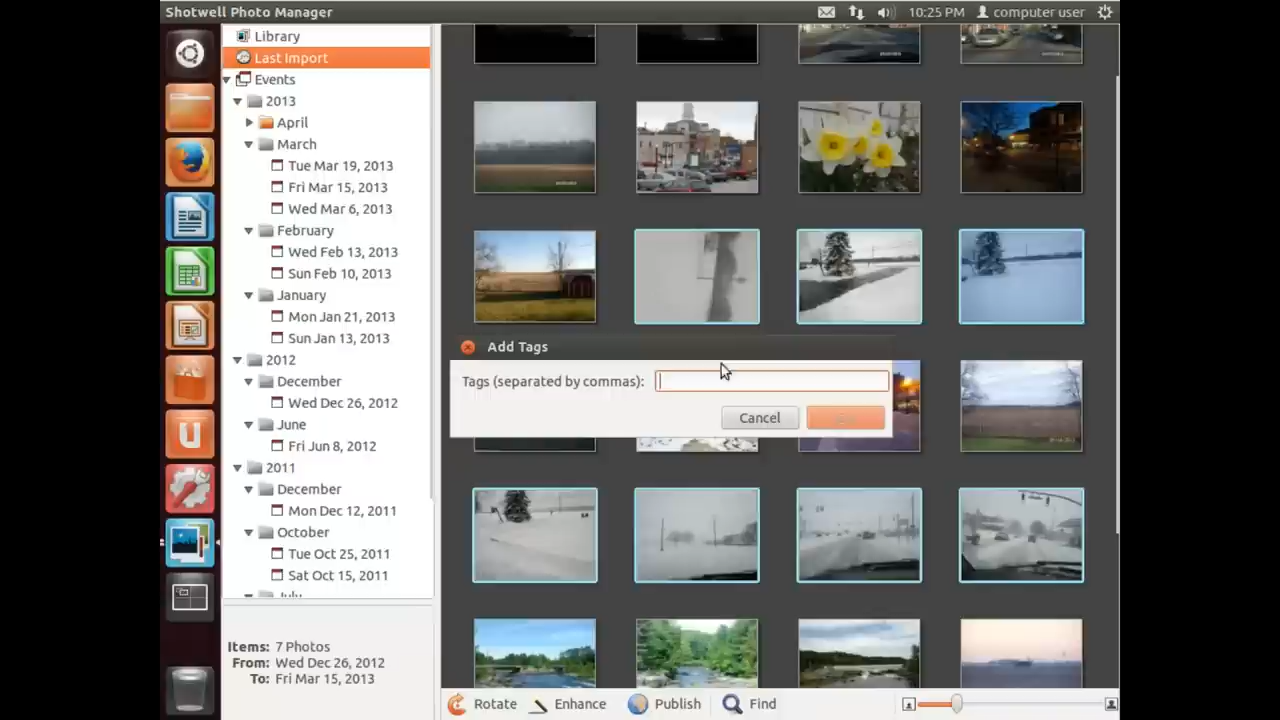 Shotwell Photo Manager
10:25 PM
computer user
Library
Last Import
Events
2013
April
March
Tue Mar 19, 2013
Fri Mar 15, 2013
Wed Mar 6, 2013
February
Wed Feb 13, 2013
Sun Feb 10, 2013
January
Mon Jan 21, 2013
Sun Jan 13, 2013
2012
December
Wed Dec 26, 2012
June
Fri Jun 8, 2012
2011
December
Mon Dec 12, 2011
October
Tue Oct 25, 2011
Sat Oct 15, 2011
July
Items: 7 Photos
From: Wed Dec 26, 2012
To: Fri Mar 15, 2013
Add Tags
Tags (separated by commas):
Cancel
Rotate
Enhance
Publish
Find